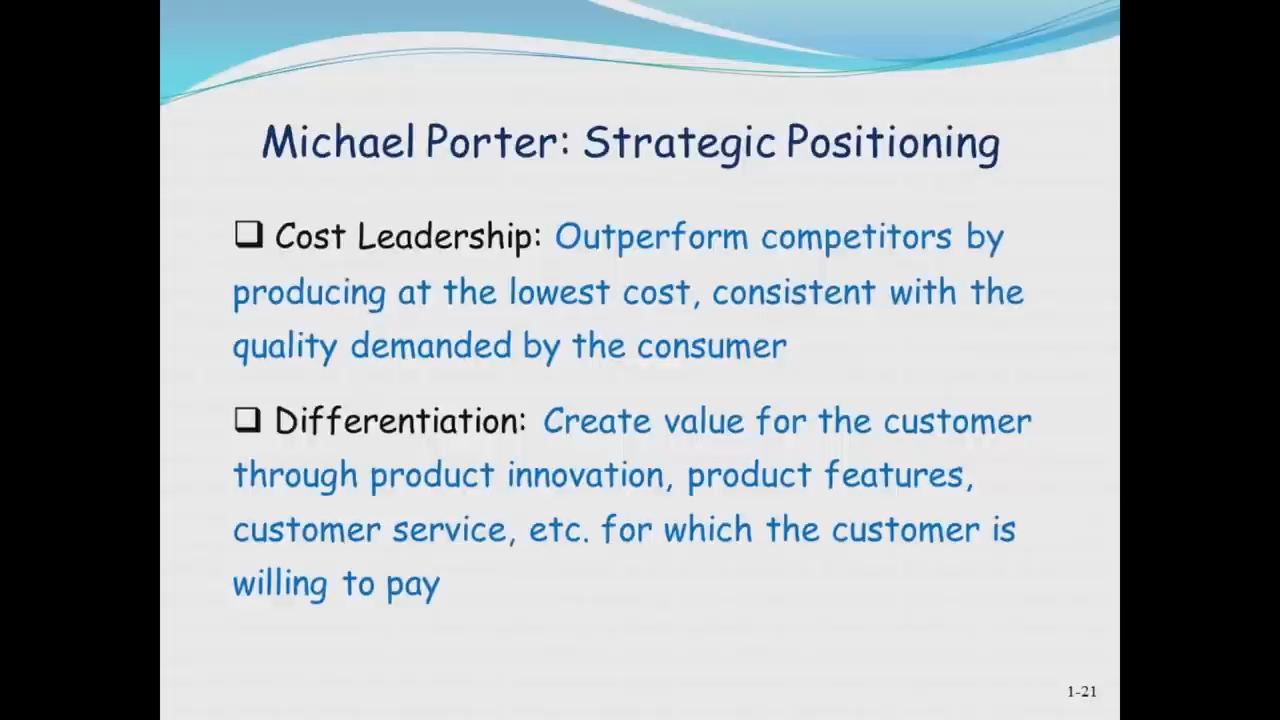 Michael Porter: Strategic Positioning
❑ Cost Leadership: Outperform competitors by
producing at the lowest cost, consistent with the
quality demanded by the consumer
❑ Differentiation: Create value for the customer
through product innovation, product features,
customer service, etc. for which the customer is
willing to pay
1-21